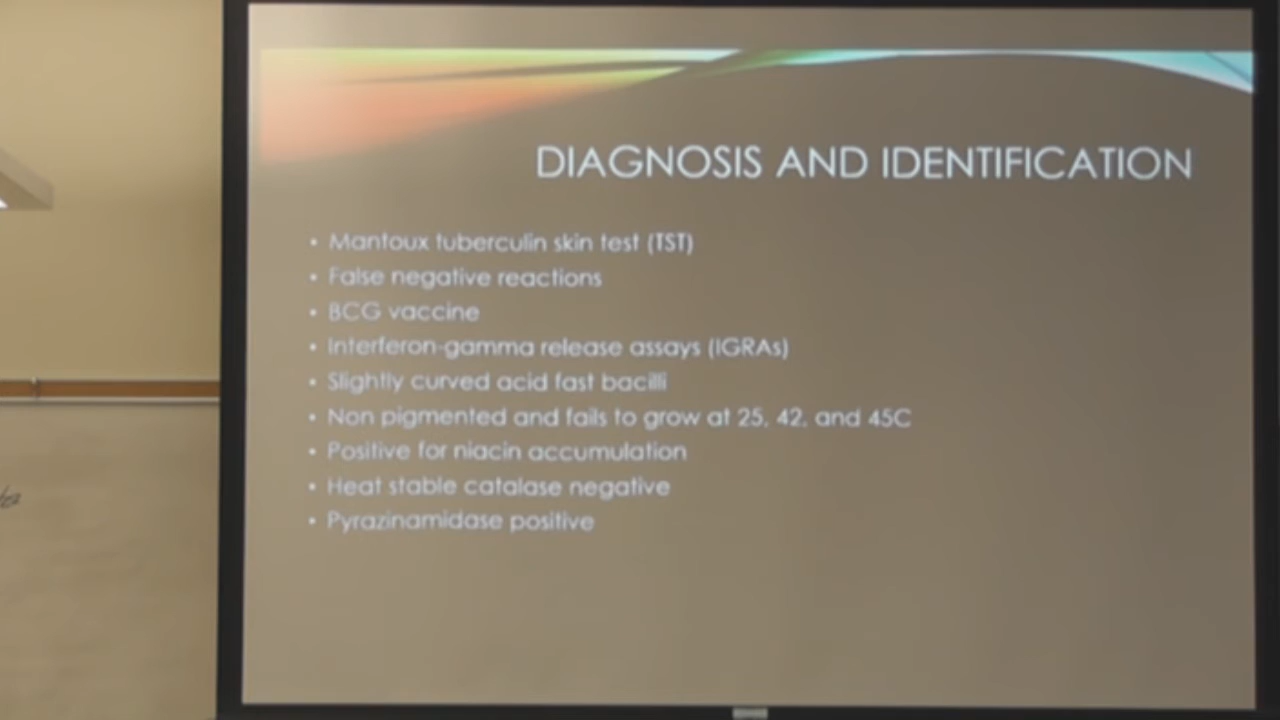 DIAGNOSIS AND IDENTIFICATION
• Mantoux tuberculin skin test (TST)
• False negative reactions
• BCG vaccine
• Interferon-gamma release assays (IGRAs)
• Slightly curved acid fast bacilli
• Non pigmented and fails to grow at 25, 42, and 45C
• Positive for niacin accumulation
• Heat stable catalase negative
• Pyrazinamidase positive